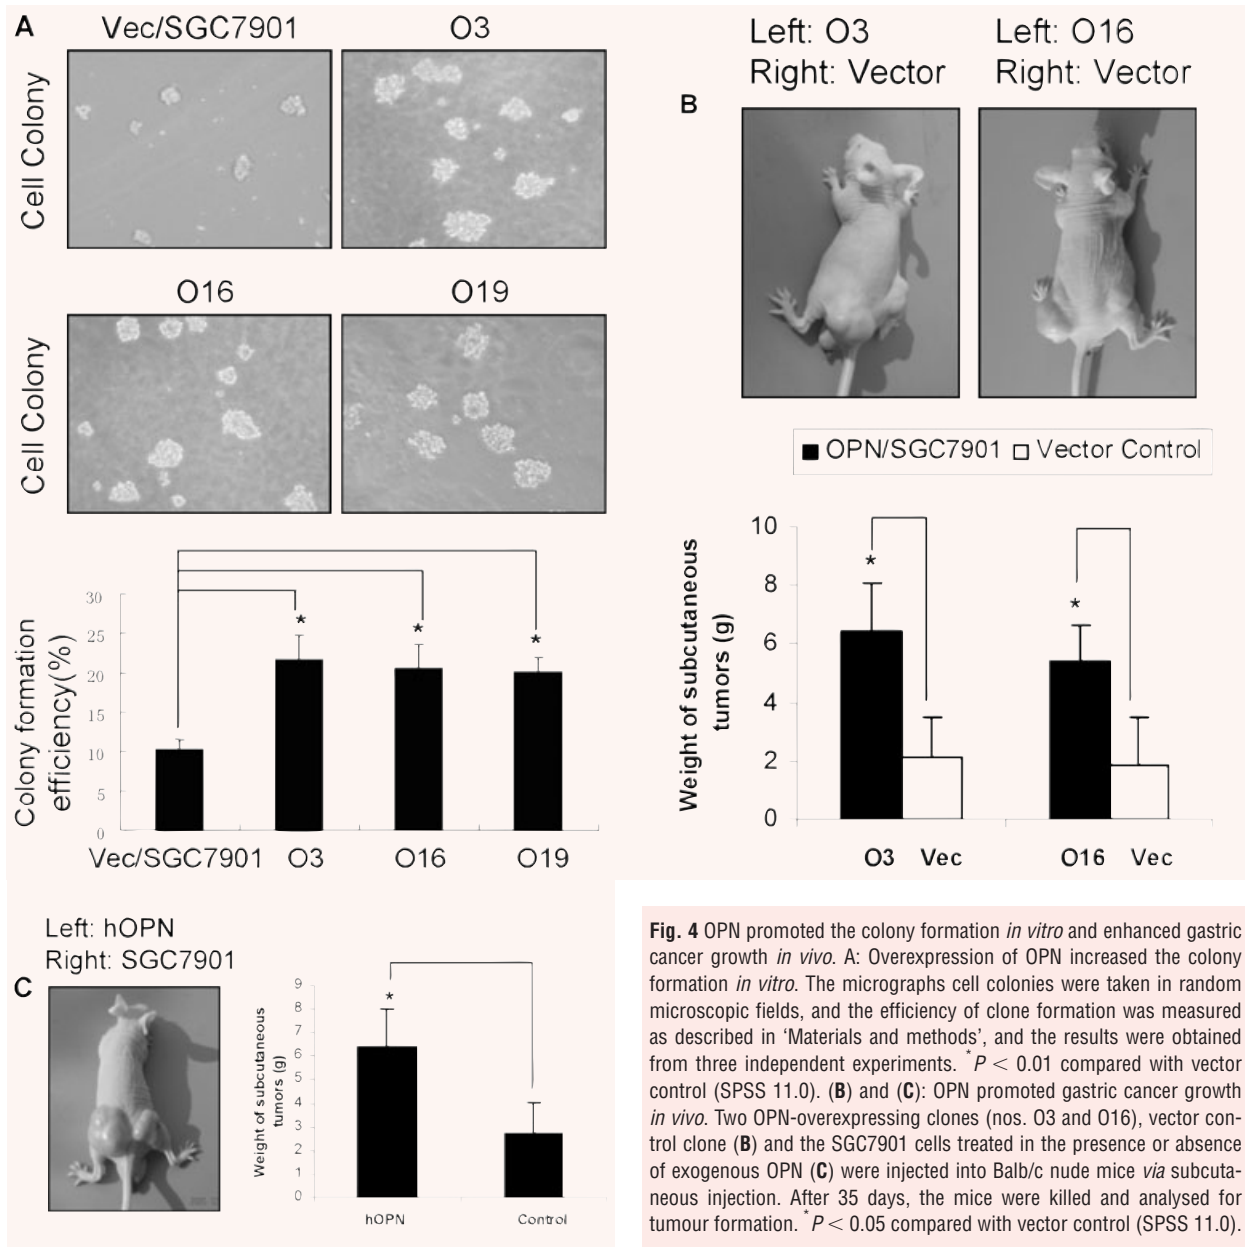 A
Vec/SGC7901
O3
Cell Colony
O16
O19
Cell Colony
Colony formation
efficiency(%)
30
25
20
15
10
5
0
*
*
*
Vec/SGC7901
O3
O16
O19
B
Left: O3
Right: Vector
Left: O16
Right: Vector
OPN/SGC7901
Vector Control
Weight of subcutaneous
tumors (g)
10
8
6
4
2
0
*
*
O3
Vec
O16
Vec
C
Left: hOPN
Right: SGC7901
Weight of subcutaneous
tumors (g)
9
8
7
6
5
4
3
2
1
0
*
hOPN
Control
Fig. 4 OPN promoted the colony formation in vitro and enhanced gastric
cancer growth in vivo. A: Overexpression of OPN increased the colony
formation in vitro. The micrographs cell colonies were taken in random
microscopic fields, and the efficiency of clone formation was measured
as described in ‘Materials and methods’, and the results were obtained
from three independent experiments. *P < 0.01 compared with vector
control (SPSS 11.0). (B) and (C): OPN promoted gastric cancer growth
in vivo. Two OPN-overexpressing clones (nos. O3 and O16), vector con-
trol clone (B) and the SGC7901 cells treated in the presence or absence
of exogenous OPN (C) were injected into Balb/c nude mice via subcuta-
neous injection. After 35 days, the mice were killed and analysed for
tumour formation. *P < 0.05 compared with vector control (SPSS 11.0).